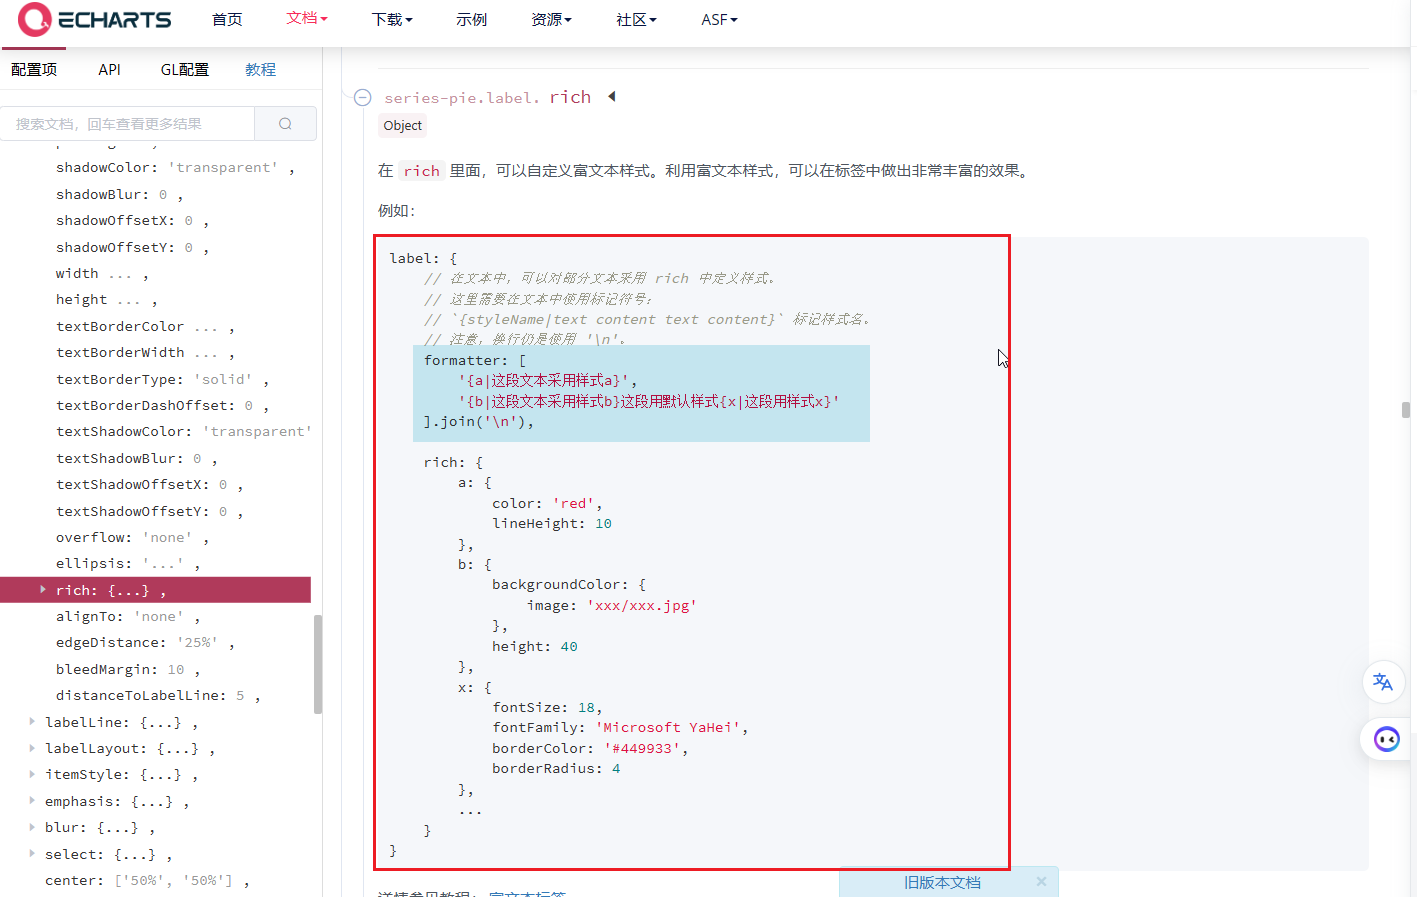 ECHARTS
首页
文档
下载
示例
资源
社区
ASF
配置项
API
GL配置
教程
搜索文档，回车查看更多结果
shadowColor: 'transparent' ,
shadowBlur: 0 ,
shadowOffsetX: 0 ,
shadowOffsetY: 0 ,
width ... ,
height ... ,
textBorderColor ... ,
textBorderWidth ... ,
textBorderType: 'solid' ,
textBorderDashOffset: 0 ,
textShadowColor: 'transparent'
textShadowBlur: 0 ,
textShadowOffsetX: 0 ,
textShadowOffsetY: 0 ,
overflow: 'none' ,
ellipsis: '...' ,
rich: {...} ,
alignTo: 'none' ,
edgeDistance: '25%' ,
bleedMargin: 10 ,
distanceToLabelLine: 5 ,
labelLine: {...} ,
labelLayout: {...} ,
itemStyle: {...} ,
emphasis: {...} ,
blur: {...} ,
select: {...} ,
center: ['50%', '50%'] ,
series-pie.label. rich
Object
在 rich 里面，可以自定义富文本样式。利用富文本样式，可以在标签中做出非常丰富的效果。
例如：
label: {
// 在文本中，可以对部分文本采用 rich 中定义样式。
// 这里需要在文本中使用标记符号：
// `{styleName|text content text content}` 标记样式名。
// 注意，换行仍是使用 '\n'。
formatter: [
'{a|这段文本采用样式a}',
'{b|这段文本采用样式b}这段用默认样式{x|这段用样式x}'
].join('\n'),
rich: {
a: {
color: 'red',
lineHeight: 10
},
b: {
backgroundColor: {
image: 'xxx/xxx.jpg'
},
height: 40
},
x: {
fontSize: 18,
fontFamily: 'Microsoft YaHei',
borderColor: '#449933',
borderRadius: 4
},
...
}
}
详情参见教程：富文本标签
旧版本文档